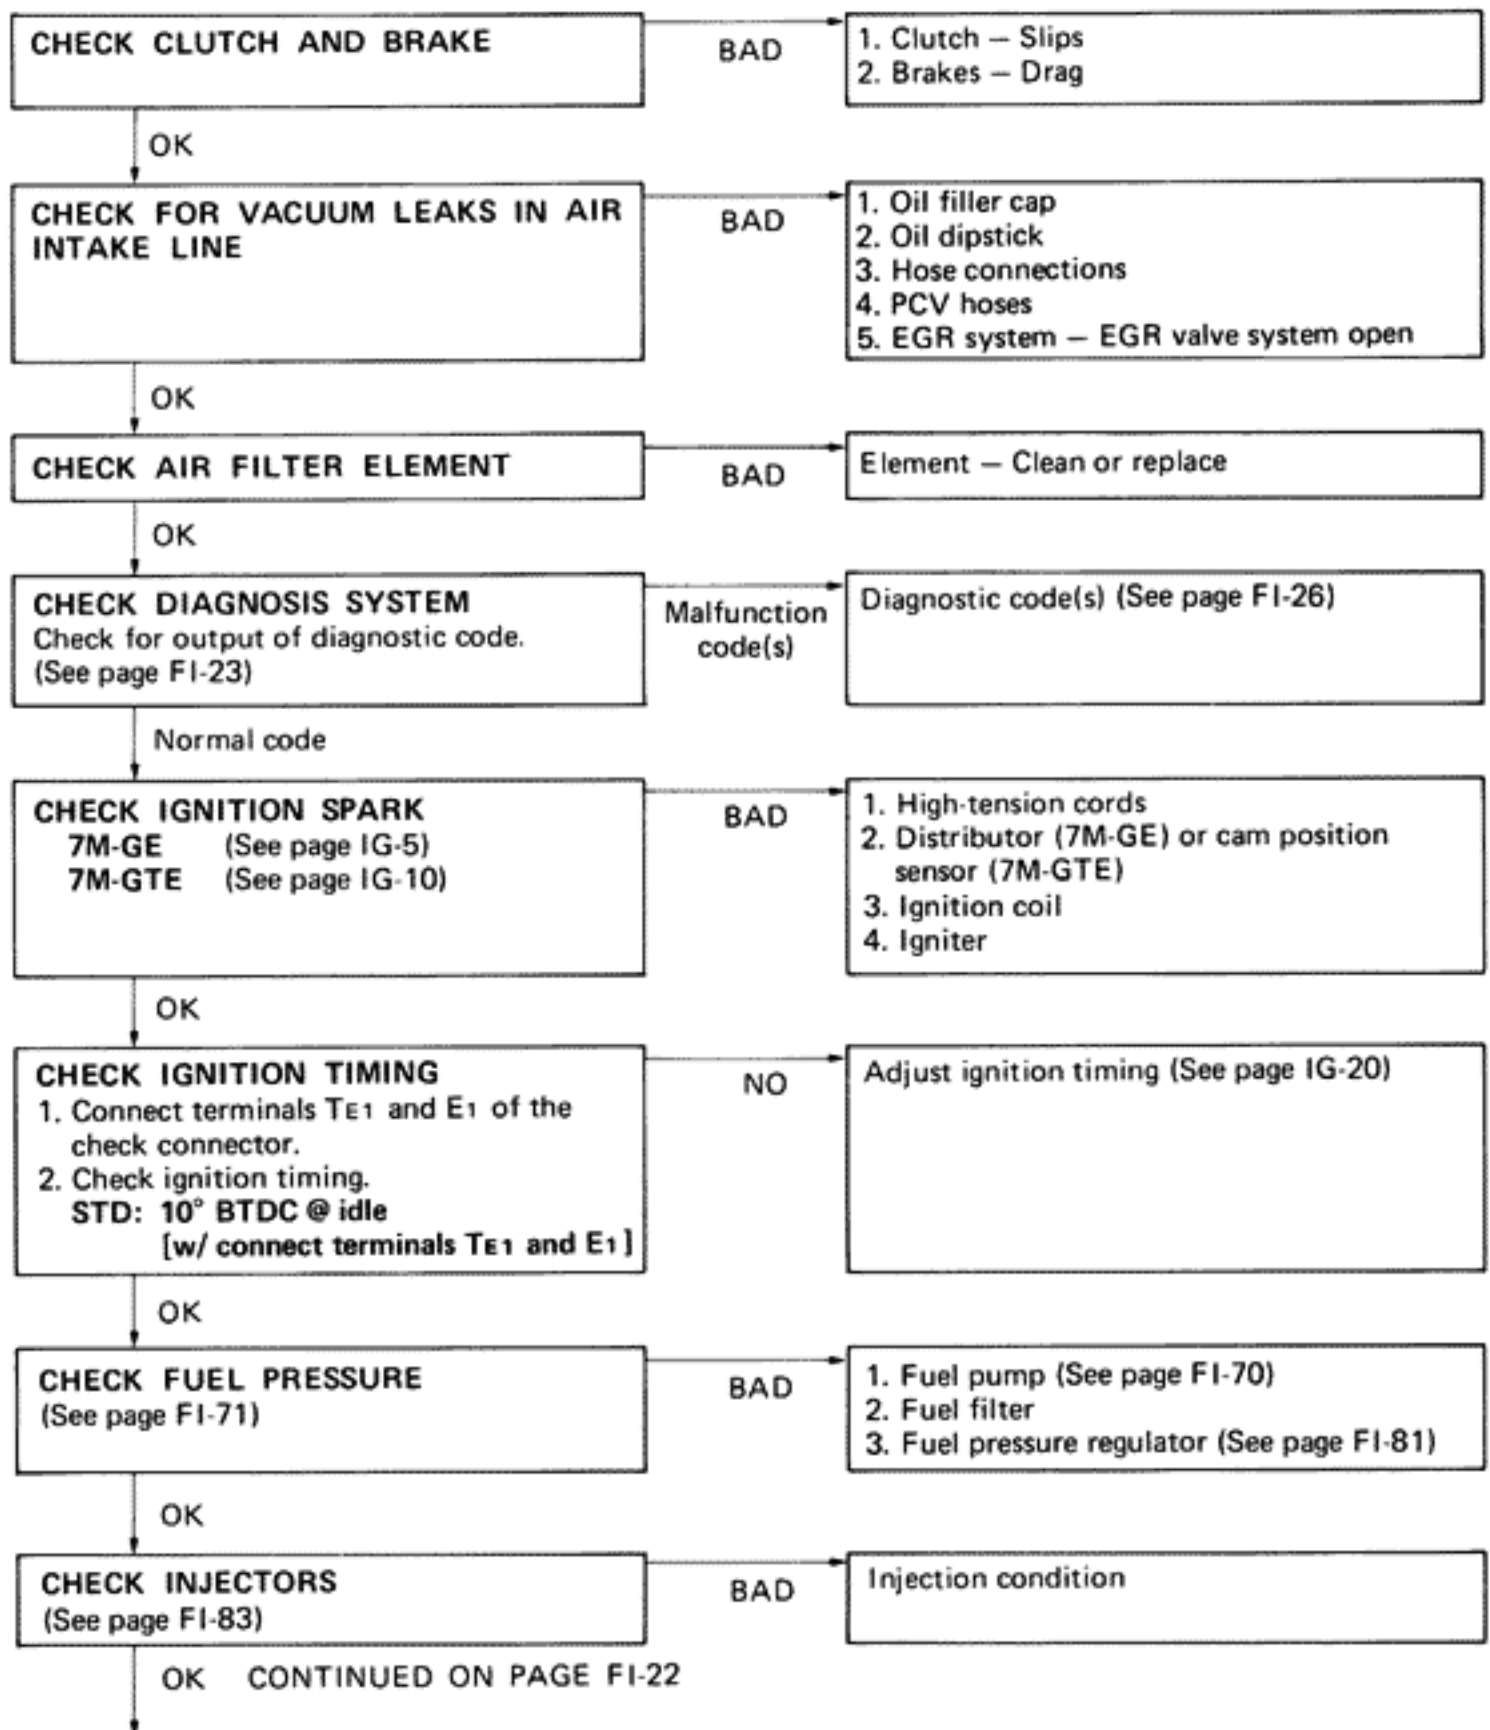 CHECK CLUTCH AND BRAKE
BAD
1. Clutch — Slips
2. Brakes — Drag
OK
CHECK FOR VACUUM LEAKS IN AIR
INTAKE LINE
BAD
1. Oil filler cap
2. Oil dipstick
3. Hose connections
4. PCV hoses
5. EGR system — EGR valve system open
OK
CHECK AIR FILTER ELEMENT
BAD
Element — Clean or replace
OK
CHECK DIAGNOSIS SYSTEM
Check for output of diagnostic code.
(See page FI-23)
Malfunction
code(s)
Diagnostic code(s) (See page FI-26)
Normal code
CHECK IGNITION SPARK
7M-GE (See page IG-5)
7M-GTE (See page IG-10)
BAD
1. High-tension cords
2. Distributor (7M-GE) or cam position
sensor (7M-GTE)
3. Ignition coil
4. Igniter
OK
CHECK IGNITION TIMING
1. Connect terminals TE1 and E1 of the
check connector.
2. Check ignition timing.
STD: 10° BTDC @ idle
[w/ connect terminals TE1 and E1]
NO
Adjust ignition timing (See page IG-20)
OK
CHECK FUEL PRESSURE
(See page FI-71)
BAD
1. Fuel pump (See page FI-70)
2. Fuel filter
3. Fuel pressure regulator (See page FI-81)
OK
CHECK INJECTORS
(See page FI-83)
BAD
Injection condition
OK CONTINUED ON PAGE FI-22